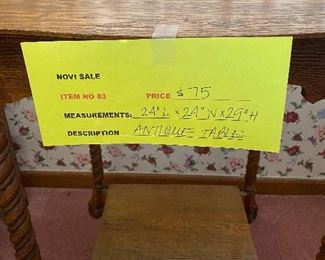 NOVI SALE
ITEM NO 83 PRICE $75
MEASUREMENTS: 24"L x 24"W x 29"H
DESCRIPTION ANTIQUE TABLE